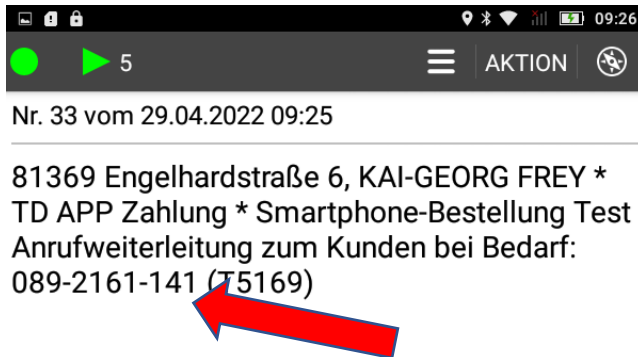 09:26
5 AKTION
Nr. 33 vom 29.04.2022 09:25
81369 Engelhardstraße 6, KAI-GEORG FREY *
TD APP Zahlung * Smartphone-Bestellung Test
Anrufweiterleitung zum Kunden bei Bedarf:
089-2161-141 (T5169)